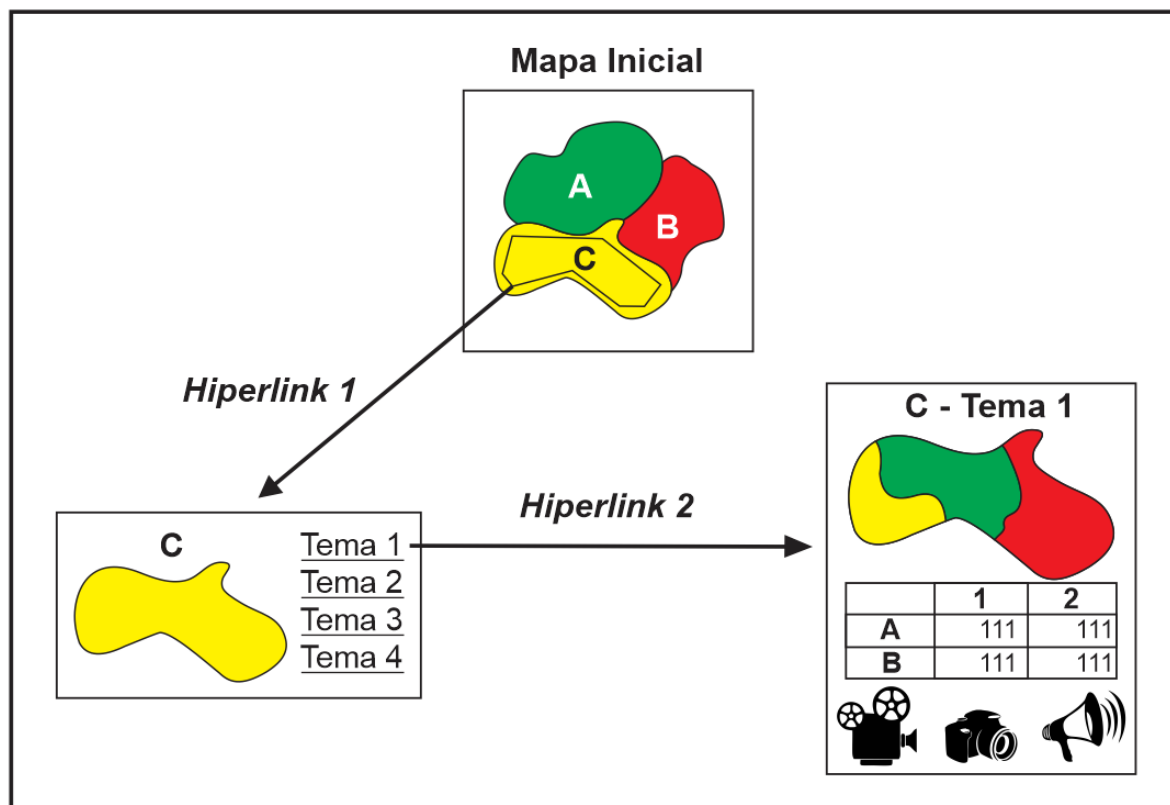 Mapa Inicial
A
B
C
Hiperlink 1
C
Tema 1
Tema 2
Tema 3
Tema 4
Hiperlink 2
C - Tema 1
1 2
A 111 111
B 111 111